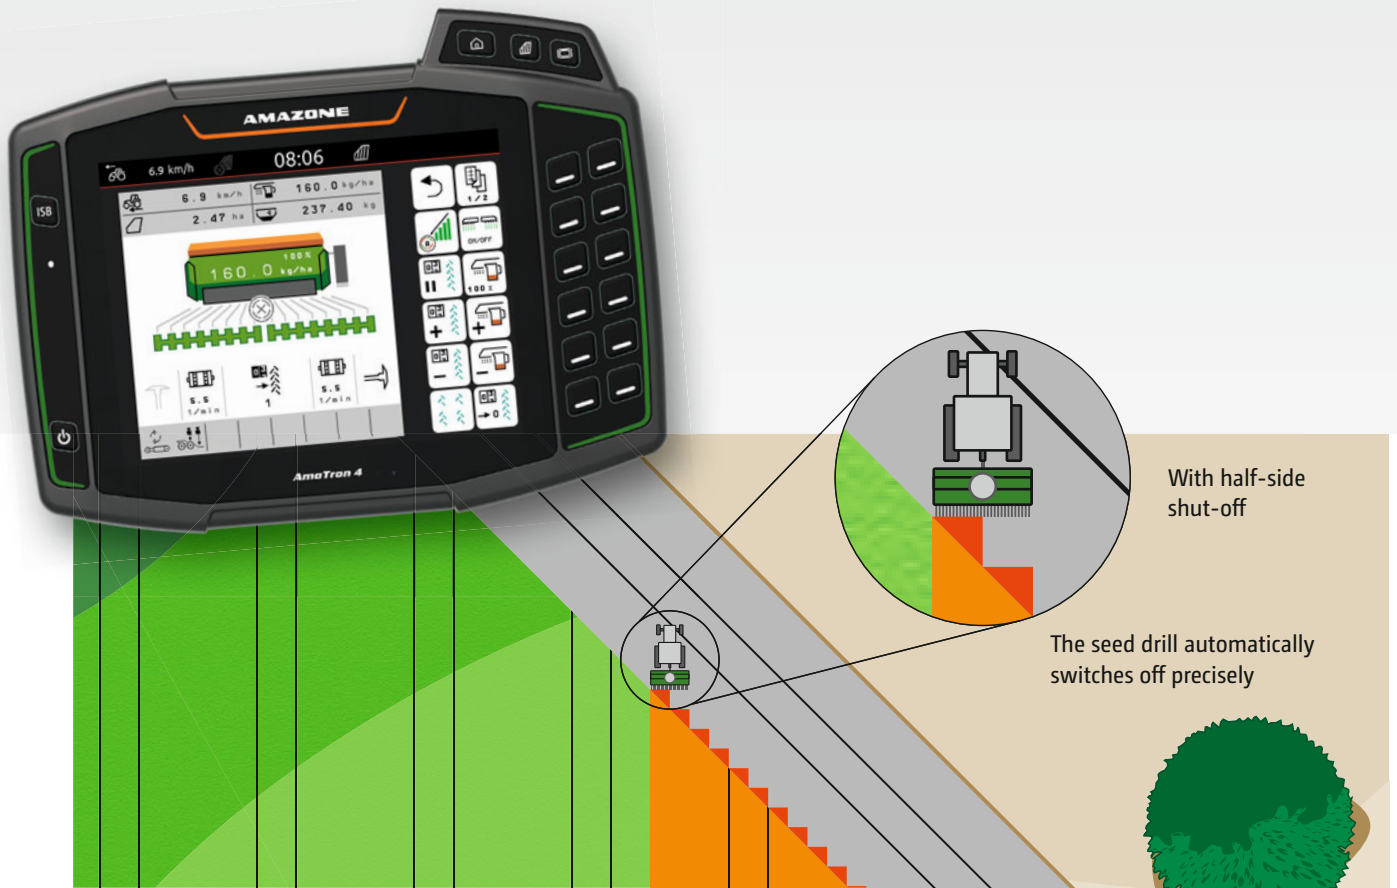 AMAZONE
6.9 km/h
08:06
6.9 km/h
160.0 kg/ha
2.47 ha
237.40 kg
100%
160.0 kg/ha
5.5
1/min
1
5.5
1/min
1/2
ON/OFF
100%
+
+
−
−
→0
ISB
AmaTron 4
With half-side
shut-off
The seed drill automatically
switches off precisely